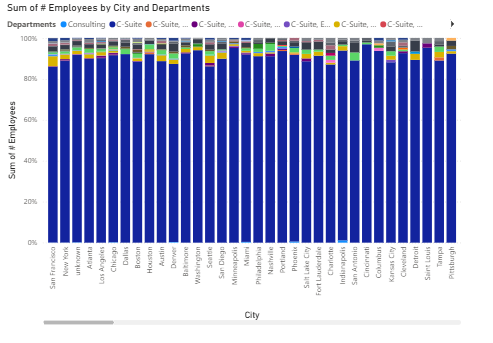 Sum of # Employees by City and Departments
Departments Consulting C-Suite C-Suite, ... C-Suite, ... C-Suite, ... C-Suite, E... C-Suite, ... C-Suite, ...
100%
80%
60%
40%
20%
0%
Sum of # Employees
San Francisco
New York
unknown
Atlanta
Los Angeles
Chicago
Dallas
Boston
Houston
Austin
Denver
Baltimore
Washington
Seattle
San Diego
Minneapolis
Miami
Philadelphia
Nashville
Portland
Phoenix
Salt Lake City
Fort Lauderdale
Charlotte
Indianapolis
San Antonio
Cincinnati
Columbus
Kansas City
Cleveland
Detroit
Saint Louis
Tampa
Pittsburgh
City